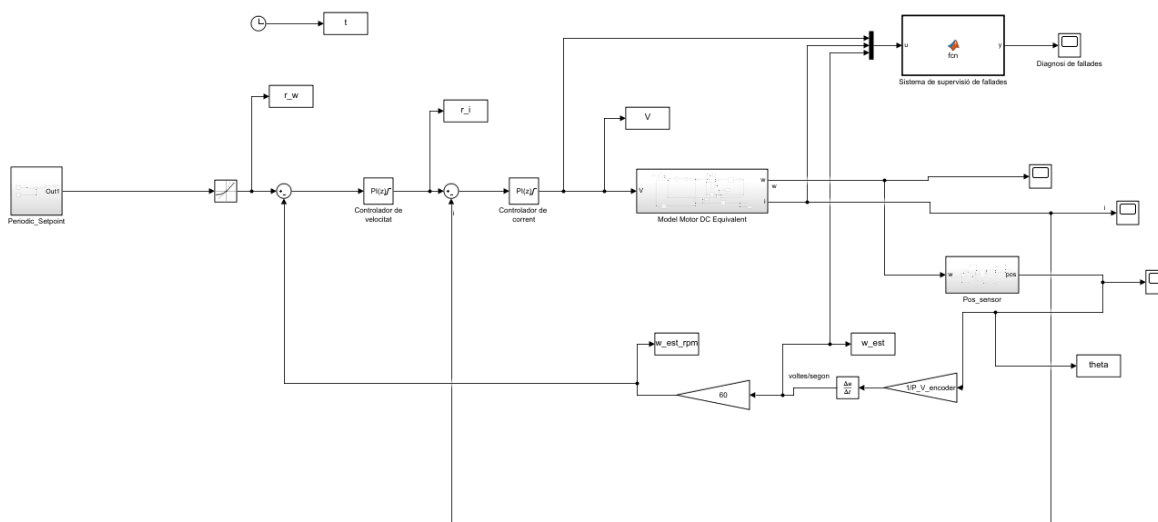 t
r_w
r_i
V
u
fcn
y
Sistema de supervisió de fallades
Diagnosi de fallades
Out1
Periodic_Setpoint
PI(z)
Controlador de
velocitat
i
PI(z)
Controlador de
corrent
V
w
i
Model Motor DC Equivalent
w
i
w
pos
Pos_sensor
w_est_rpm
w_est
theta
voltes/segon
60
1/P_V_encoder